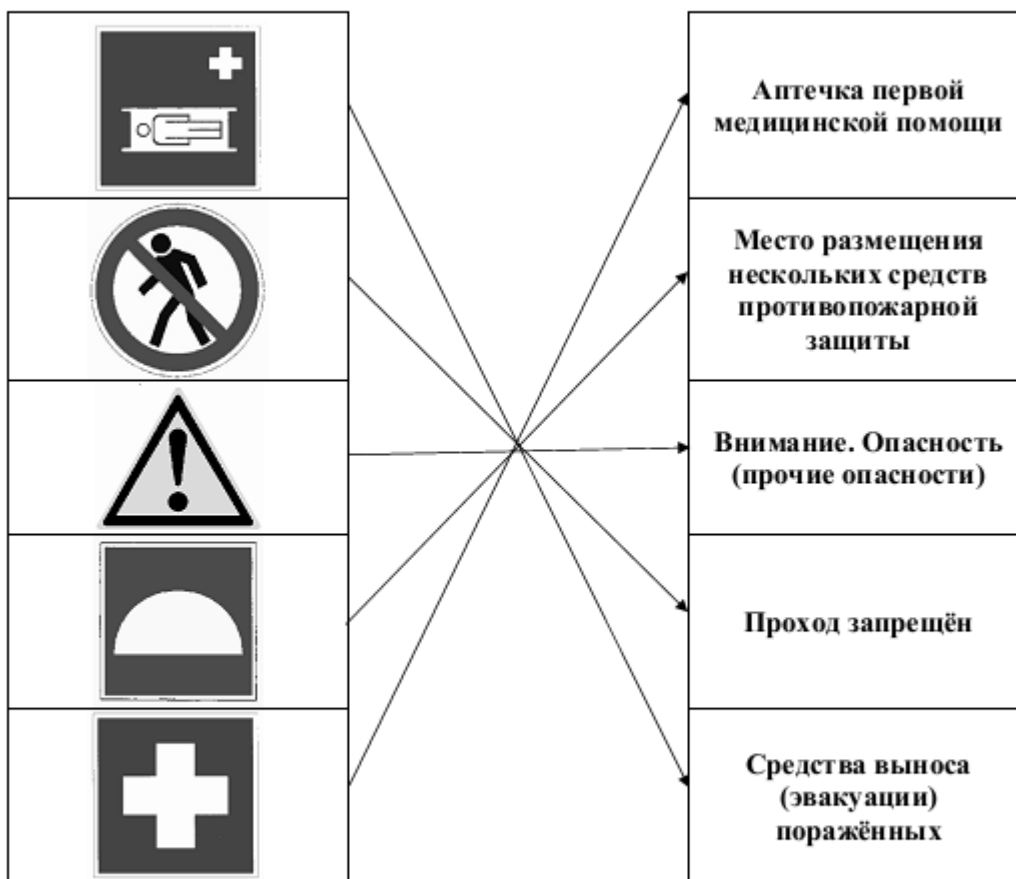 Аптечка первой
медицинской помощи
Место размещения
нескольких средств
противопожарной
защиты
Внимание. Опасность
(прочие опасности)
Проход запрещён
Средства выноса
(эвакуации)
поражённых